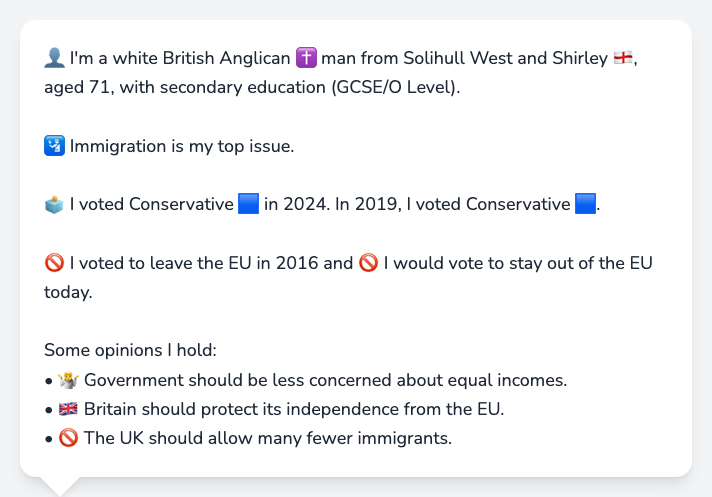 👤 I'm a white British Anglican ✝️ man from Solihull West and Shirley 🏴󠁧󠁢󠁥󠁮󠁧󠁿,
aged 71, with secondary education (GCSE/O Level).
🛂 Immigration is my top issue.
🗳️ I voted Conservative 🟦 in 2024. In 2019, I voted Conservative 🟦.
🚫 I voted to leave the EU in 2016 and 🚫 I would vote to stay out of the EU
today.
Some opinions I hold:
• 🤷 Government should be less concerned about equal incomes.
• 🇬🇧 Britain should protect its independence from the EU.
• 🚫 The UK should allow many fewer immigrants.